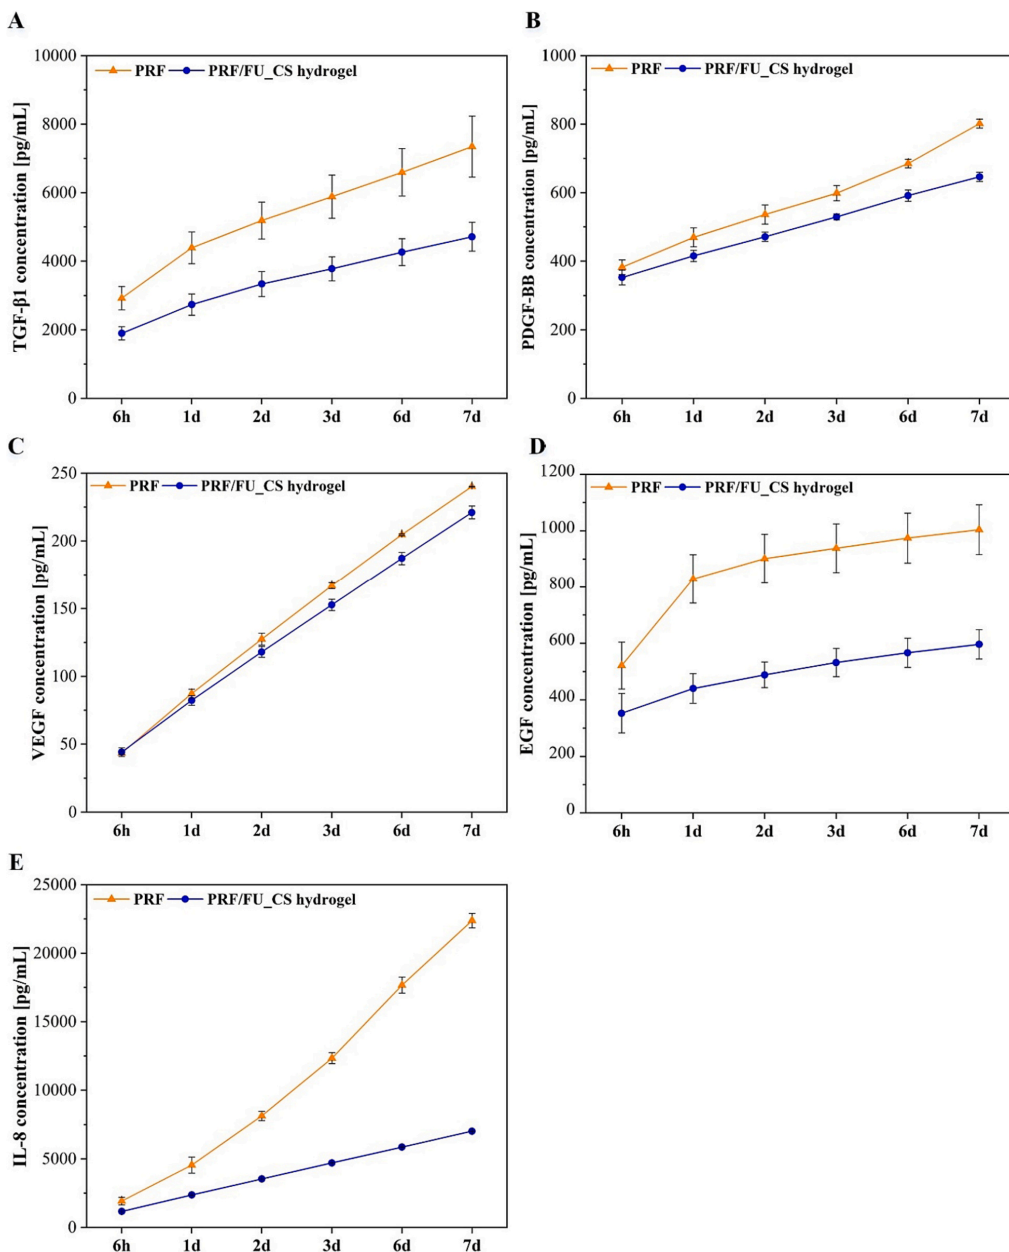 A
10000
8000
6000
4000
2000
0
TGF-β1 concentration [pg/mL]
PRF PRF/FU_CS hydrogel
6h 1d 2d 3d 6d 7d
B
1000
800
600
400
200
0
PDGF-BB concentration [pg/mL]
PRF PRF/FU_CS hydrogel
6h 1d 2d 3d 6d 7d
C
250
200
150
100
50
0
VEGF concentration [pg/mL]
PRF PRF/FU_CS hydrogel
6h 1d 2d 3d 6d 7d
D
1200
1000
800
600
400
200
0
EGF concentration [pg/mL]
PRF PRF/FU_CS hydrogel
6h 1d 2d 3d 6d 7d
E
25000
20000
15000
10000
5000
0
IL-8 concentration [pg/mL]
PRF PRF/FU_CS hydrogel
6h 1d 2d 3d 6d 7d